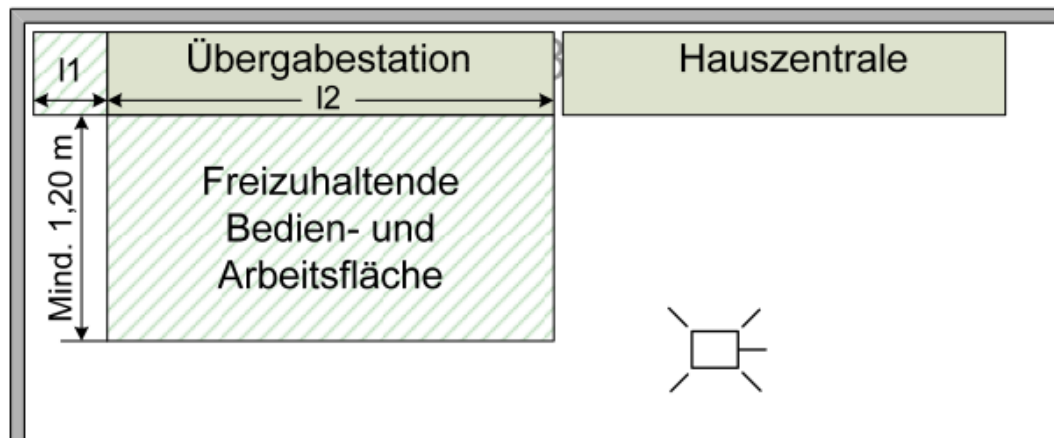 l1
Übergabestation
l2
Hauszentrale
Mind. 1,20 m
Freizuhaltende
Bedien- und
Arbeitsfläche